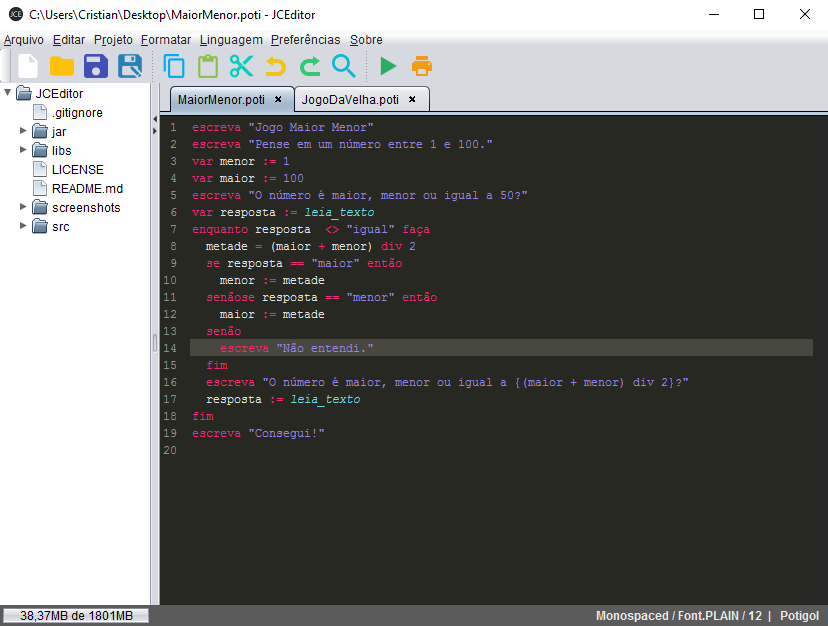 JCE C:\Users\Cristian\Desktop\MaiorMenor.poti - JCEditor
Arquivo Editar Projeto Formatar Linguagem Preferências Sobre
JCEditor
.gitignore
jar
libs
LICENSE
README.md
screenshots
src
MaiorMenor.poti × JogoDaVelha.poti ×
1 escreva "Jogo Maior Menor"
2 escreva "Pense em um número entre 1 e 100."
3 var menor := 1
4 var maior := 100
5 escreva "O número é maior, menor ou igual a 50?"
6 var resposta := leia_texto
7 enquanto resposta  <> "igual" faça
8   metade = (maior + menor) div 2
9   se resposta == "maior" então
10     menor := metade
11   senãose resposta == "menor" então
12     maior := metade
13   senão
14     escreva "Não entendi."
15   fim
16   escreva "O número é maior, menor ou igual a {(maior + menor) div 2}?"
17   resposta := leia_texto
18 fim
19 escreva "Consegui!"
20
38,37MB de 1801MB Monospaced / Font.PLAIN / 12 | Potigol